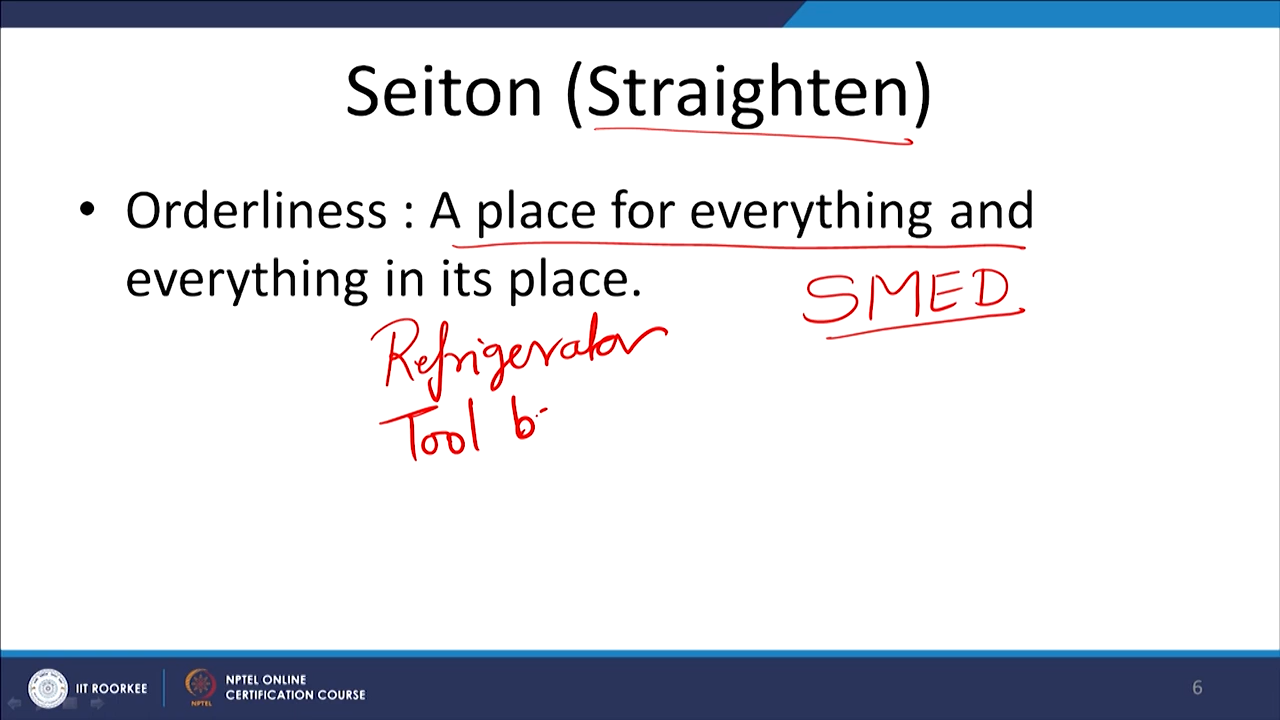 Seiton (Straighten)
• Orderliness : A place for everything and
everything in its place.
SMED
Refrigerator
Tool b
IIT ROORKEE
NPTEL ONLINE
CERTIFICATION COURSE
NPTEL
6